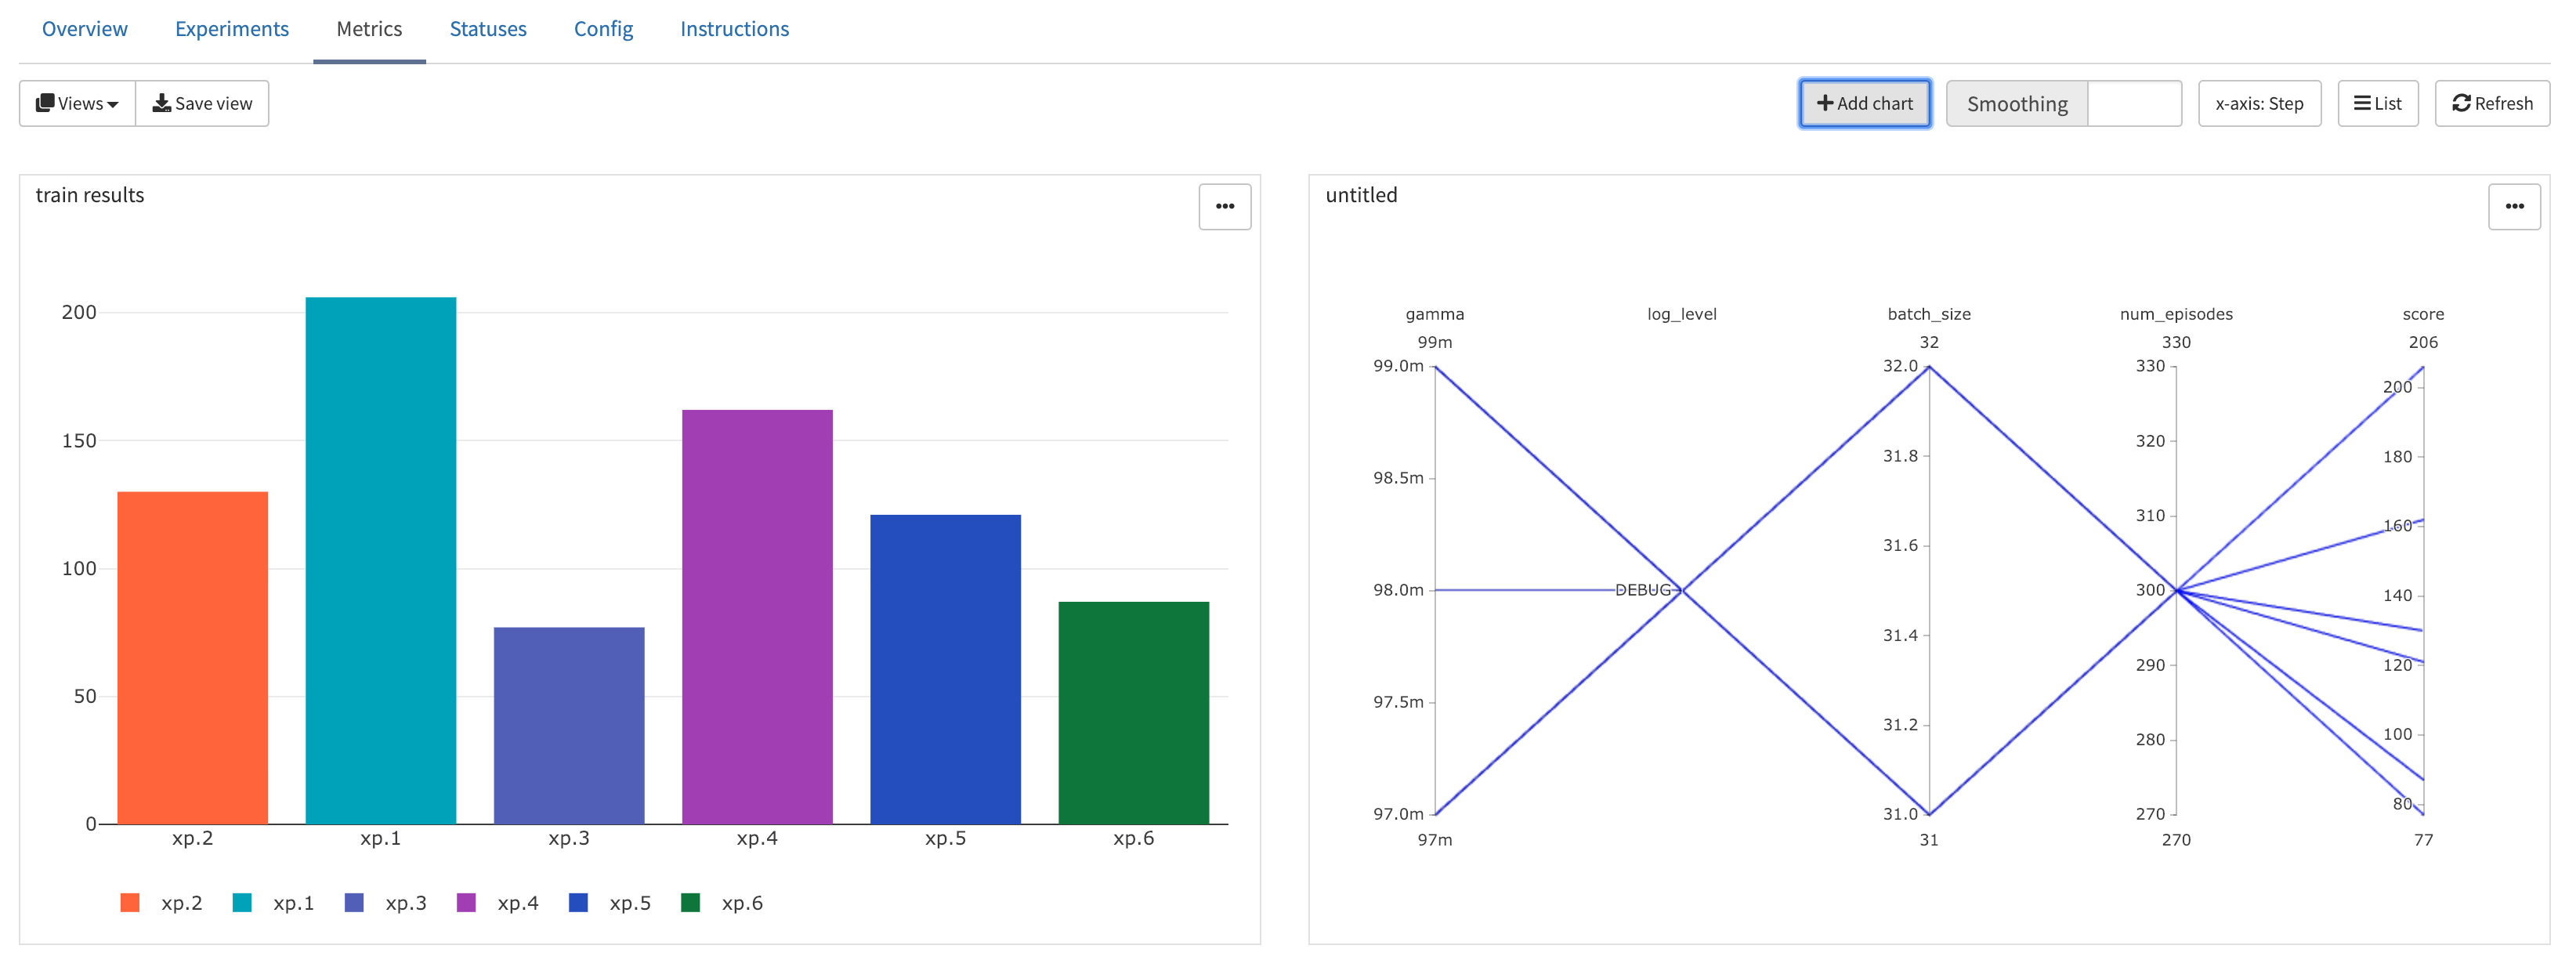 Overview Experiments Metrics Statuses Config Instructions
Views Save view Add chart Smoothing x-axis: Step List Refresh
train results
200
150
100
50
0
xp.2 xp.1 xp.3 xp.4 xp.5 xp.6
xp.2 xp.1 xp.3 xp.4 xp.5 xp.6
untitled
gamma log_level batch_size num_episodes score
99m 32 330 206
99.0m
98.5m
98.0m
97.5m
97.0m
97m
DEBUG
32.0
31.8
31.6
31.4
31.2
31.0
31
330
320
310
300
290
280
270
270
200
180
160
140
120
100
80
77